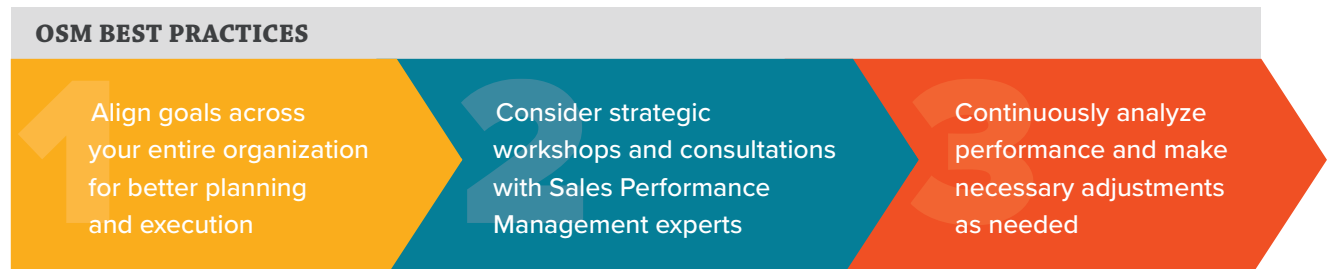 OSM BEST PRACTICES
1
Align goals across
your entire organization
for better planning
and execution
2
Consider strategic
workshops and consultations
with Sales Performance
Management experts
3
Continuously analyze
performance and make
necessary adjustments
as needed